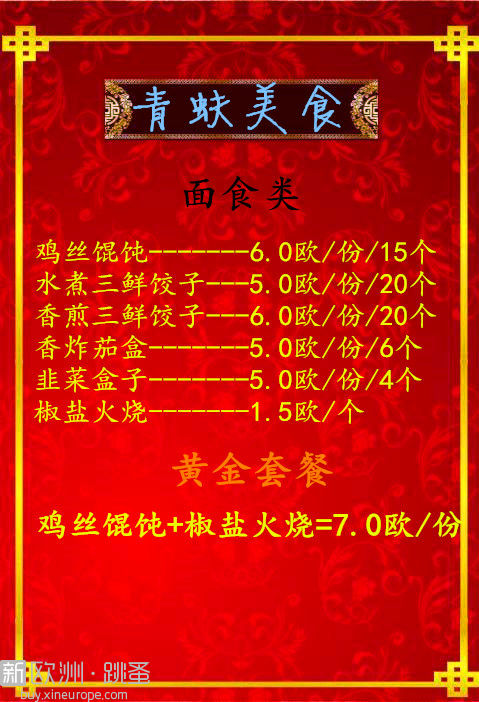 青蚨美食
面食类
鸡丝馄饨-------6.0欧/份/15个
水煮三鲜饺子---5.0欧/份/20个
香煎三鲜饺子---6.0欧/份/20个
香炸茄盒-------5.0欧/份/6个
韭菜盒子-------5.0欧/份/4个
椒盐火烧-------1.5欧/个
黄金套餐
鸡丝馄饨+椒盐火烧=7.0欧/份
新欧洲·跳蚤
buy.xineurope.com